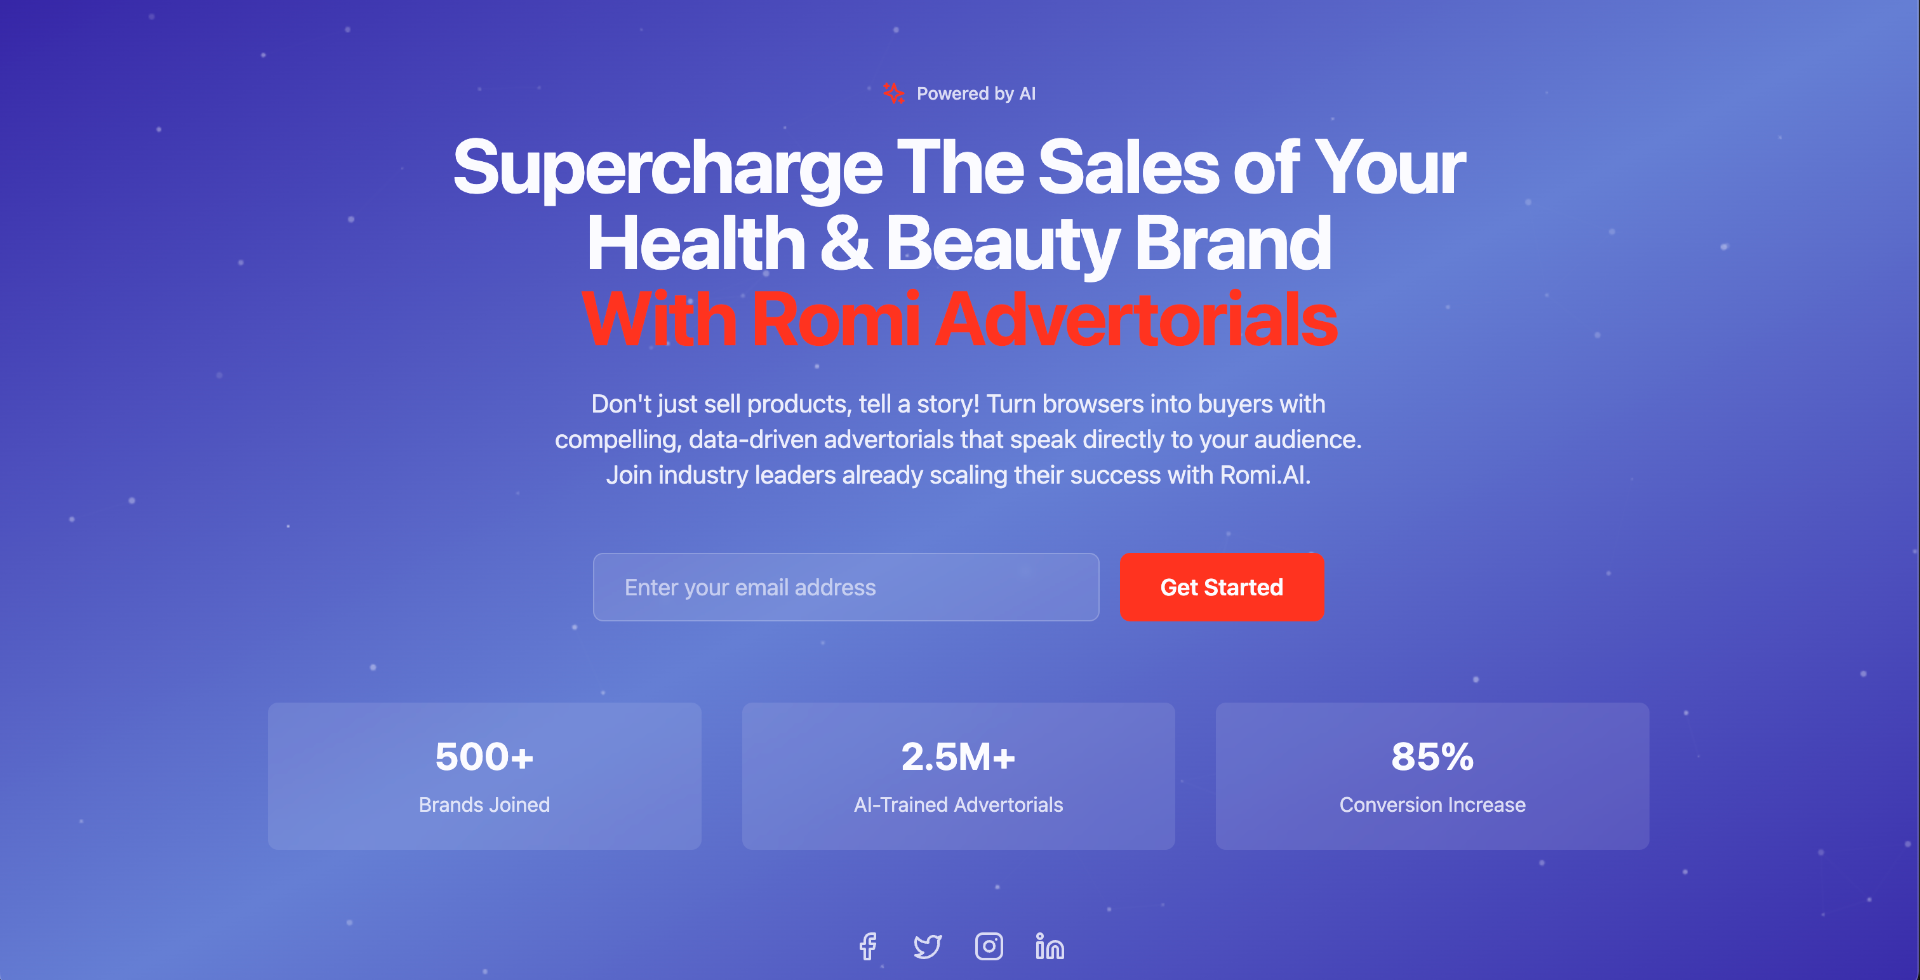 Powered by AI
Supercharge The Sales of Your
Health & Beauty Brand
With Romi Advertorials
Don't just sell products, tell a story! Turn browsers into buyers with
compelling, data-driven advertorials that speak directly to your audience.
Join industry leaders already scaling their success with Romi.AI.
Enter your email address
Get Started
500+
Brands Joined
2.5M+
AI-Trained Advertorials
85%
Conversion Increase